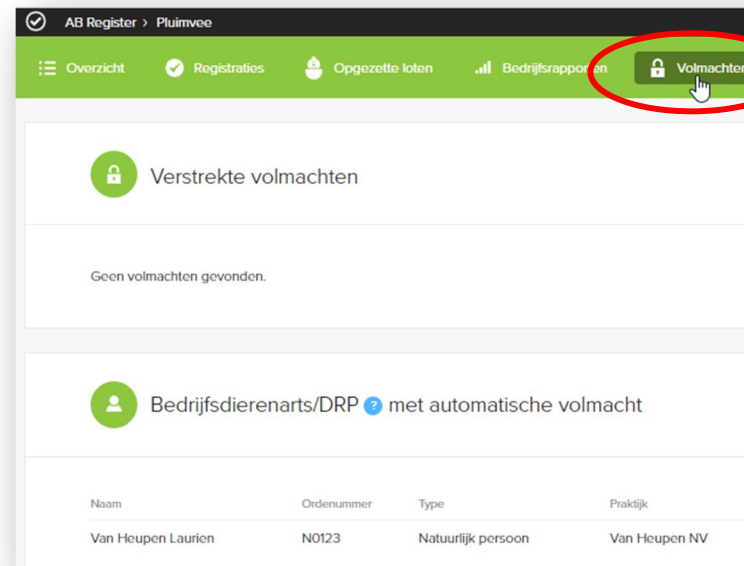 AB Register > Pluimvee
Overzicht Registraties Opgezette loten Bedrijfsrapporten Volmachten
Verstrekte volmachten
Geen volmachten gevonden.
Bedrijfsdierenarts/DRP ? met automatische volmacht
Naam Ordenummer Type Praktijk
Van Heupen Laurien N0123 Natuurlijk persoon Van Heupen NV